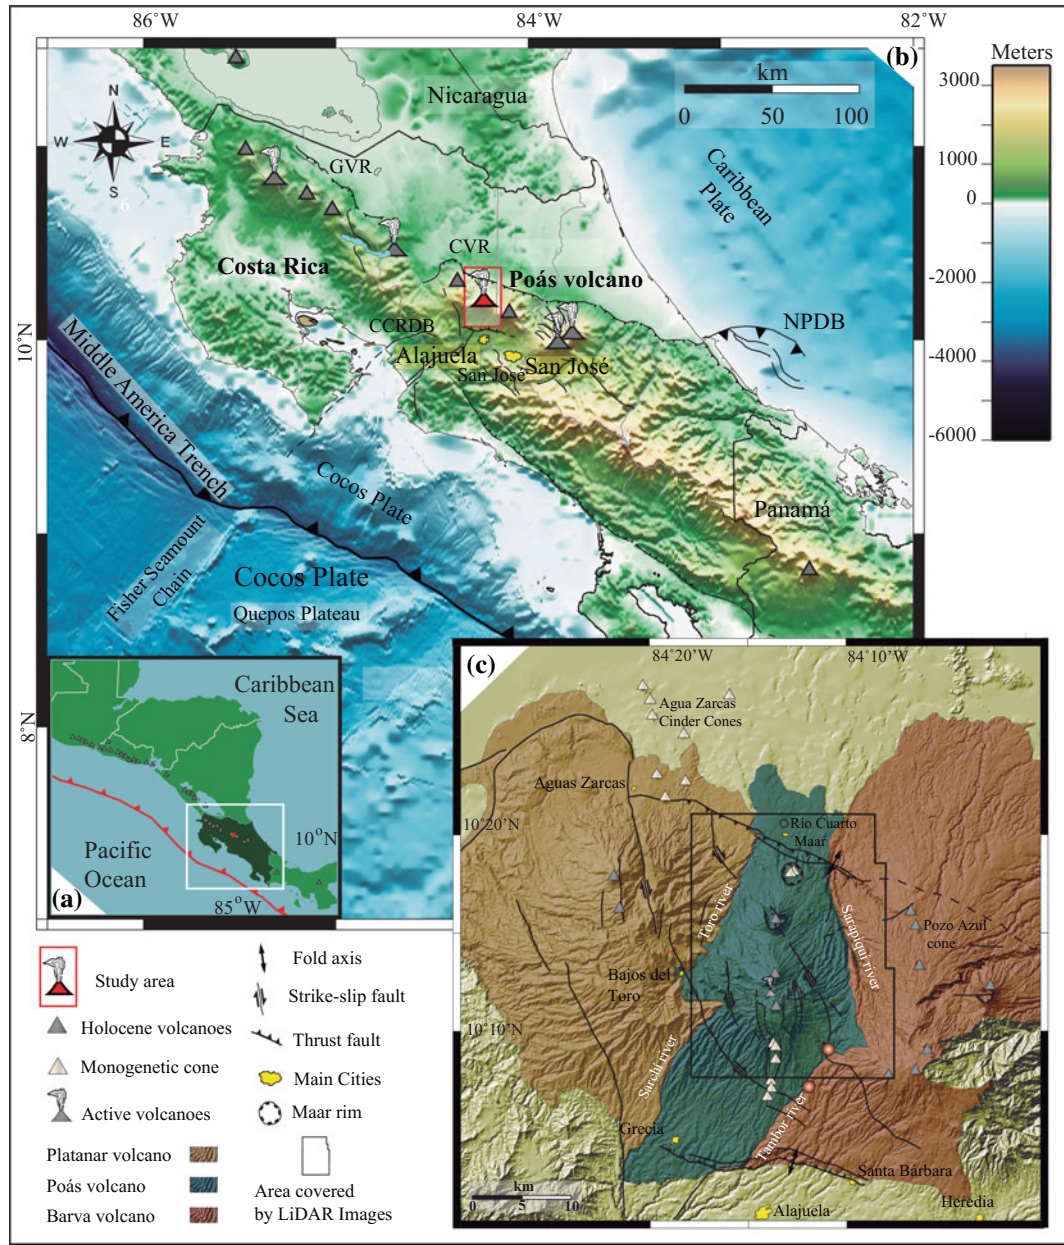 86°W
84°W
82°W
(b)
Meters
3000
1000
0
-2000
-4000
-6000
km
0
50
100
N
W
E
S
6
Nicaragua
Caribbean
Plate
GVR
CVR
Costa Rica
Poás volcano
CCRDB
Alajuela
San José
San José
NPDB
10°N
8°N
Middle America Trench
Cocos Plate
Panamá
Fisher Seamount
Chain
Cocos Plate
Quepos Plateau
Caribbean
Sea
Pacific
Ocean
10°N
85°W
(a)
(c)
84°20'W
84°10'W
Agua Zarcas
Cinder Cones
Aguas Zarcas
10°20'N
Río Cuarto
Maar
Toro river
Sarapiquí river
Pozo Azul
cone
Bajos del
Toro
10°10'N
Sarchí river
Tambor river
Grecia
Santa Bárbara
Heredia
Alajuela
km
0
5
10
Study area
Holocene volcanoes
Monogenetic cone
Active volcanoes
Platanar volcano
Poás volcano
Barva volcano
Fold axis
Strike-slip fault
Thrust fault
Main Cities
Maar rim
Area covered
by LiDAR Images